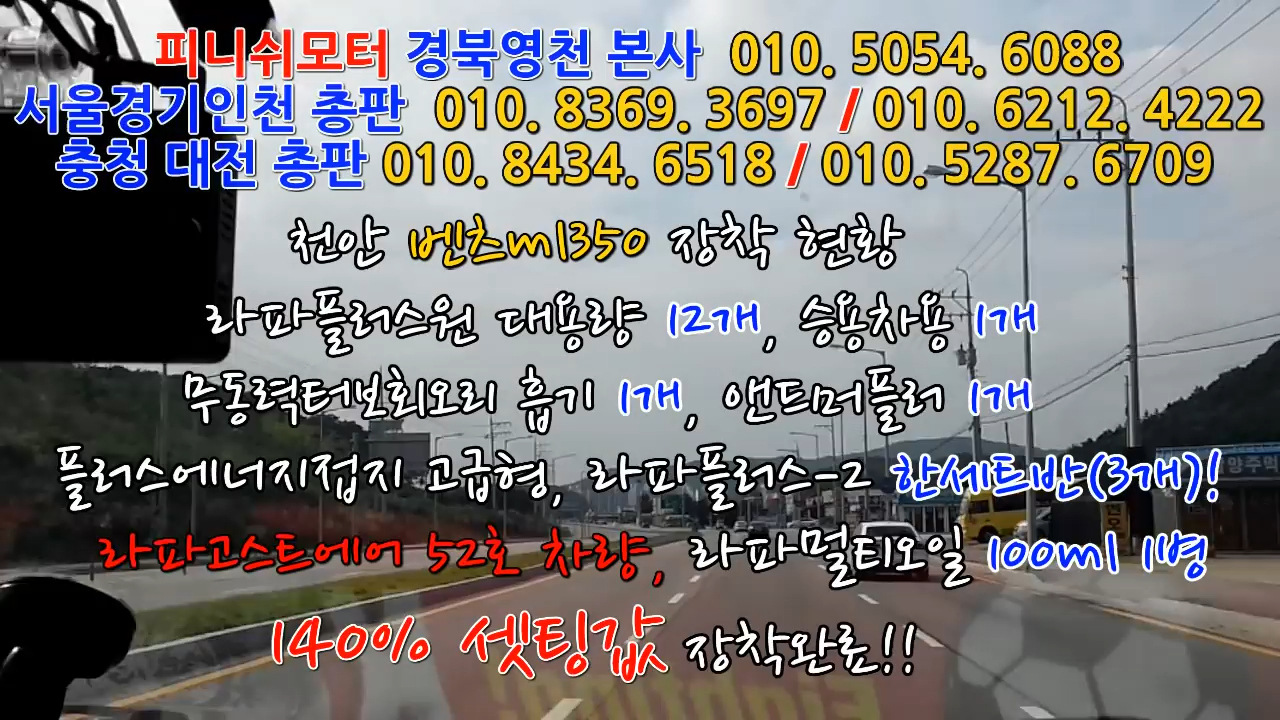 피니쉬모터 경북영천 본사 010. 5054. 6088
서울경기인천 총판 010. 8369. 3697 / 010. 6212. 4222
충청 대전 총판 010. 8434. 6518 / 010. 5287. 6709
천안 벤츠ml350 장착 현황
라파플러스원 대용량 12개, 승용차용 1개
무동력터보회오리 흡기 1개, 앤드머플러 1개
플러스에너지접지 고급형, 라파플러스-2 한세트반(3개)!
라파고스트에어 52호 차량, 라파멀티오일 100ml 1병
140% 셋팅값 장착완료!!
Fighting!